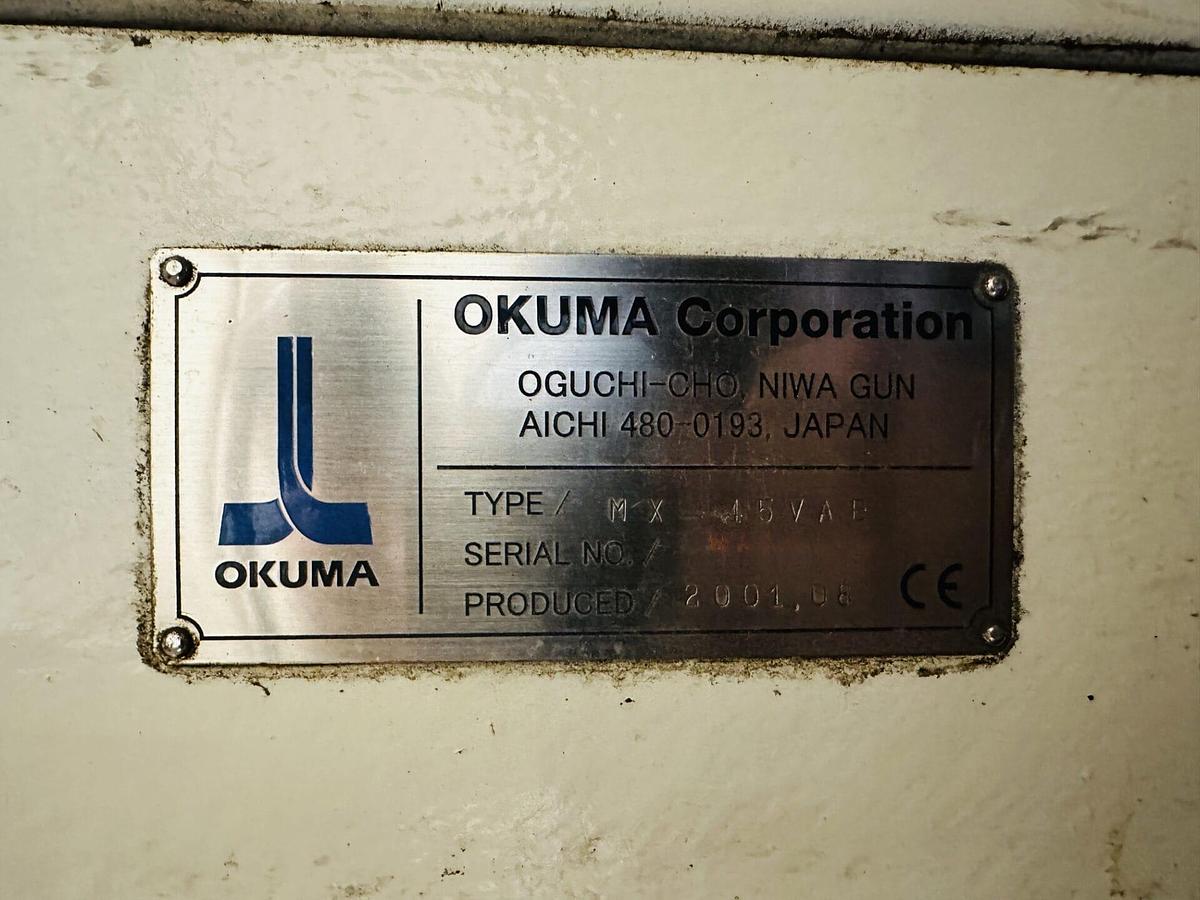 OKUMA
OKUMA Corporation
OGUCHI-CHO, NIWA GUN
AICHI 480-0193, JAPAN
TYPE / MX -45VAE
SERIAL NO. /
PRODUCED / 2001,08
CE